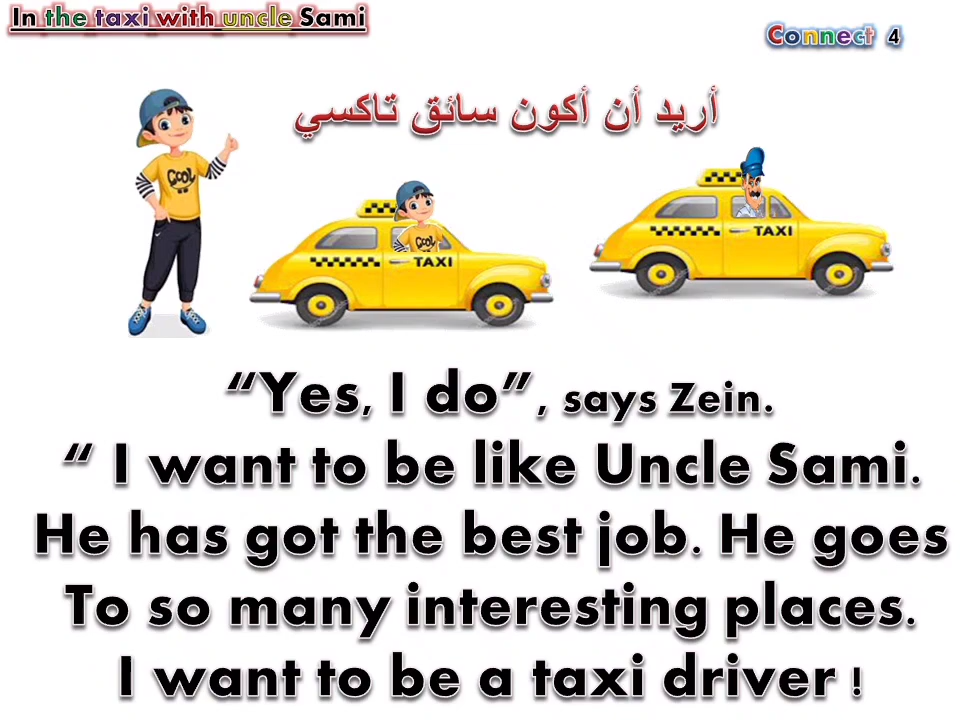 In the taxi with uncle Sami
Connect 4
أريد أن أكون سائق تاكسي
COOL
COOL
TAXI
TAXI
“Yes, I do”, says Zein.
“ I want to be like Uncle Sami.
He has got the best job. He goes
To so many interesting places.
I want to be a taxi driver !